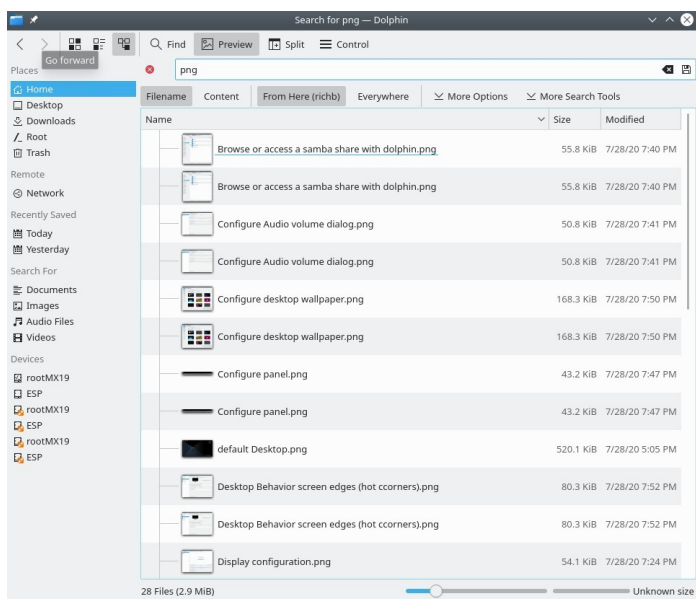 Search for png — Dolphin
Find Preview Split Control
Go forward
Places
Home
Desktop
Downloads
Root
Trash
Remote
Network
Recently Saved
Today
Yesterday
Search For
Documents
Images
Audio Files
Videos
Devices
rootMX19
ESP
rootMX19
ESP
rootMX19
ESP
png
Filename Content From Here (richb) Everywhere More Options More Search Tools
Name Size Modified
Browse or access a samba share with dolphin.png 55.8 KiB 7/28/20 7:40 PM
Browse or access a samba share with dolphin.png 55.8 KiB 7/28/20 7:40 PM
Configure Audio volume dialog.png 50.8 KiB 7/28/20 7:41 PM
Configure Audio volume dialog.png 50.8 KiB 7/28/20 7:41 PM
Configure desktop wallpaper.png 168.3 KiB 7/28/20 7:50 PM
Configure desktop wallpaper.png 168.3 KiB 7/28/20 7:50 PM
Configure panel.png 43.2 KiB 7/28/20 7:47 PM
Configure panel.png 43.2 KiB 7/28/20 7:47 PM
default Desktop.png 520.1 KiB 7/28/20 5:05 PM
Desktop Behavior screen edges (hot ccorners).png 80.3 KiB 7/28/20 7:52 PM
Desktop Behavior screen edges (hot ccorners).png 80.3 KiB 7/28/20 7:52 PM
Display configuration.png 54.1 KiB 7/28/20 7:24 PM
28 Files (2.9 MiB) Unknown size